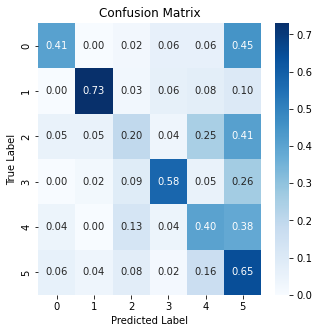 Confusion Matrix
0 0.41 0.00 0.02 0.06 0.06 0.45
1 0.00 0.73 0.03 0.06 0.08 0.10
2 0.05 0.05 0.20 0.04 0.25 0.41
3 0.00 0.02 0.09 0.58 0.05 0.26
4 0.04 0.00 0.13 0.04 0.40 0.38
5 0.06 0.04 0.08 0.02 0.16 0.65
0 1 2 3 4 5
True Label
Predicted Label
0.7
0.6
0.5
0.4
0.3
0.2
0.1
0.0